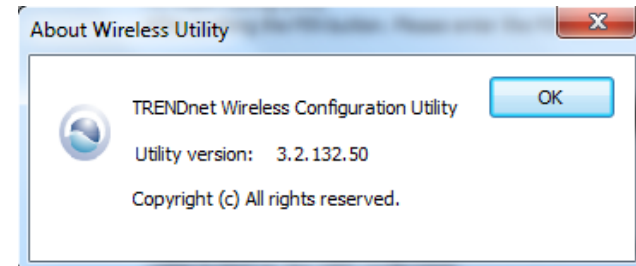 About Wireless Utility
OK
TRENDnet Wireless Configuration Utility
Utility version: 3.2.132.50
Copyright (c) All rights reserved.